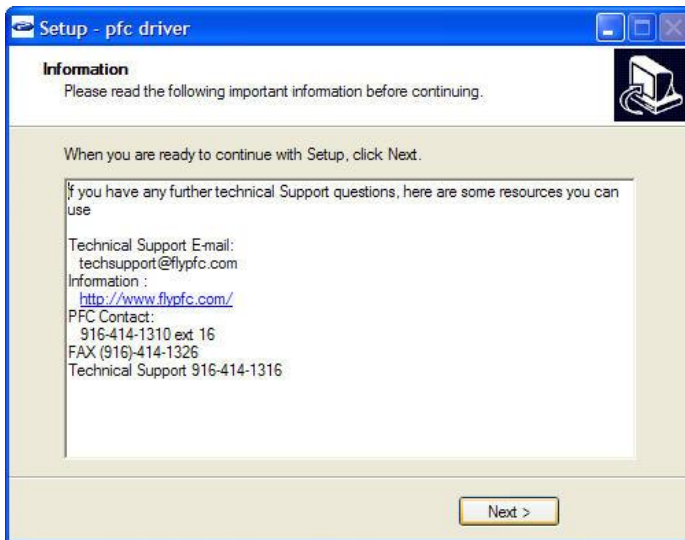 Setup - pfc driver
Information
Please read the following important information before continuing.
When you are ready to continue with Setup, click Next.
If you have any further technical Support questions, here are some resources you can
use
Technical Support E-mail:
techsupport@flypfc.com
Information :
http://www.flypfc.com/
PFC Contact:
916-414-1310 ext 16
FAX (916)-414-1326
Technical Support 916-414-1316
Next >